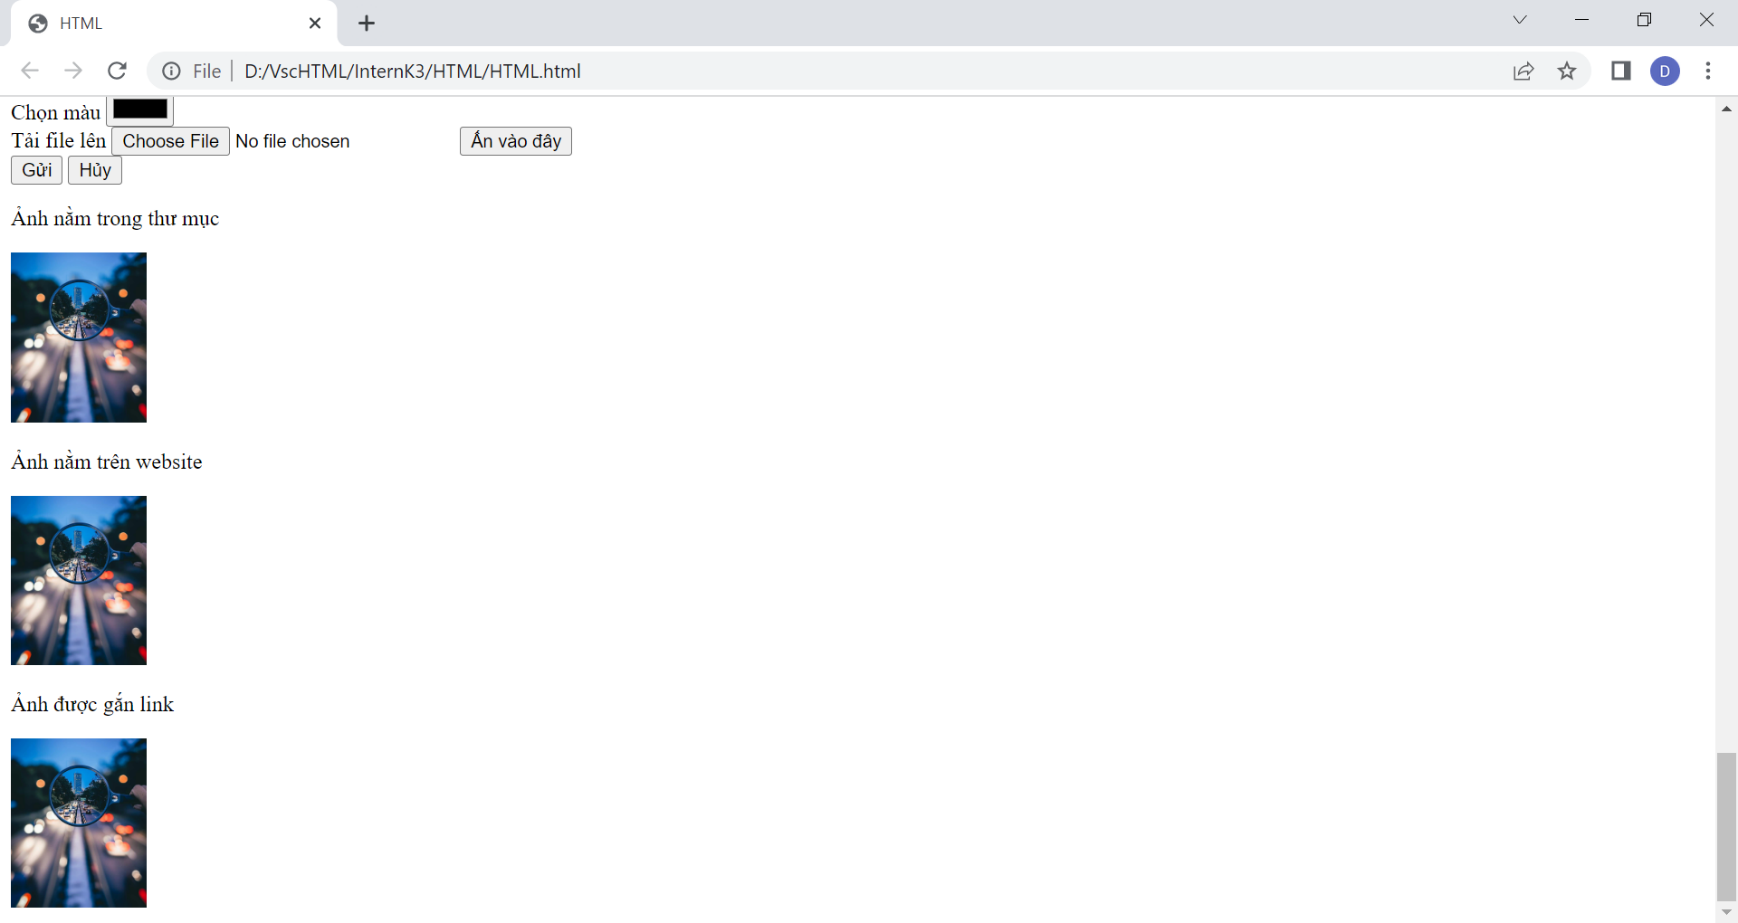 HTML
File D:/VscHTML/InternK3/HTML/HTML.html
D
Chọn màu
Tải file lên Choose File No file chosen Ấn vào đây
Gửi Hủy
Ảnh nằm trong thư mục
Ảnh nằm trên website
Ảnh được gắn link